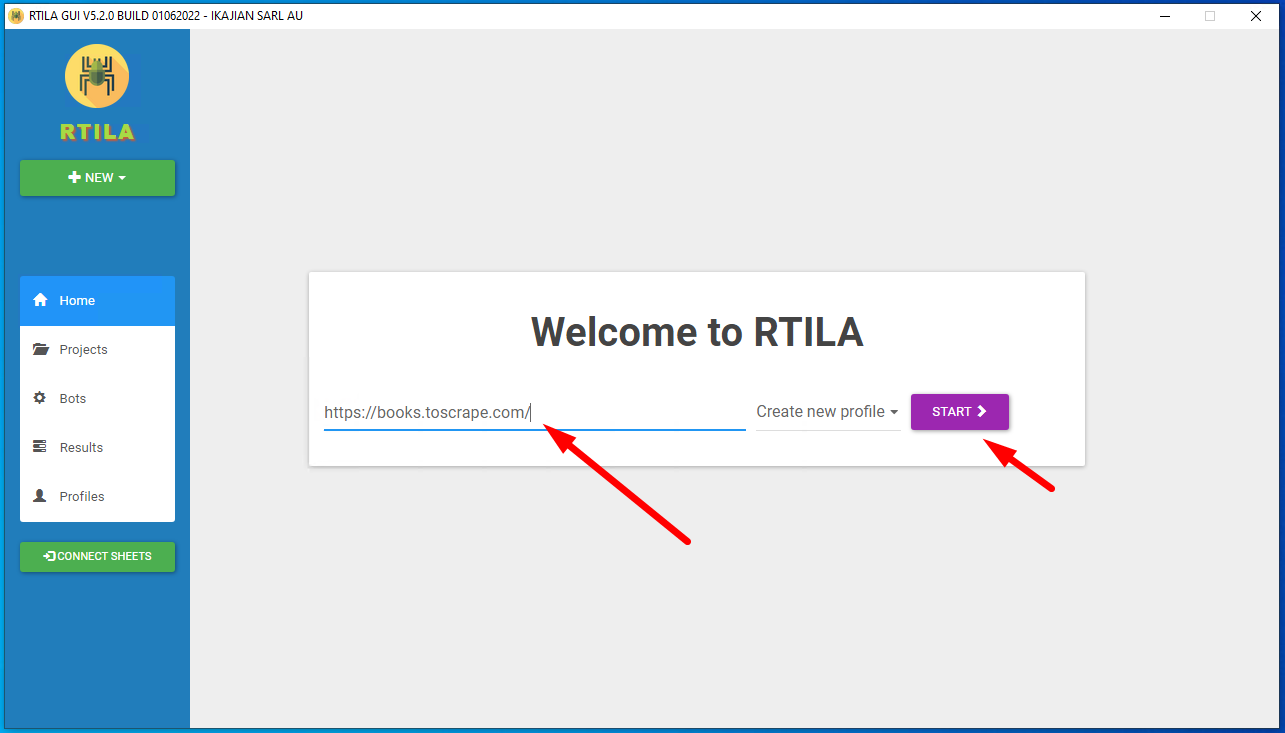 RTILA GUI V5.2.0 BUILD 01062022 - IKAJIAN SARL AU
RTILA
NEW
Home
Projects
Bots
Results
Profiles
CONNECT SHEETS
Welcome to RTILA
https://books.toscrape.com/
Create new profile
START